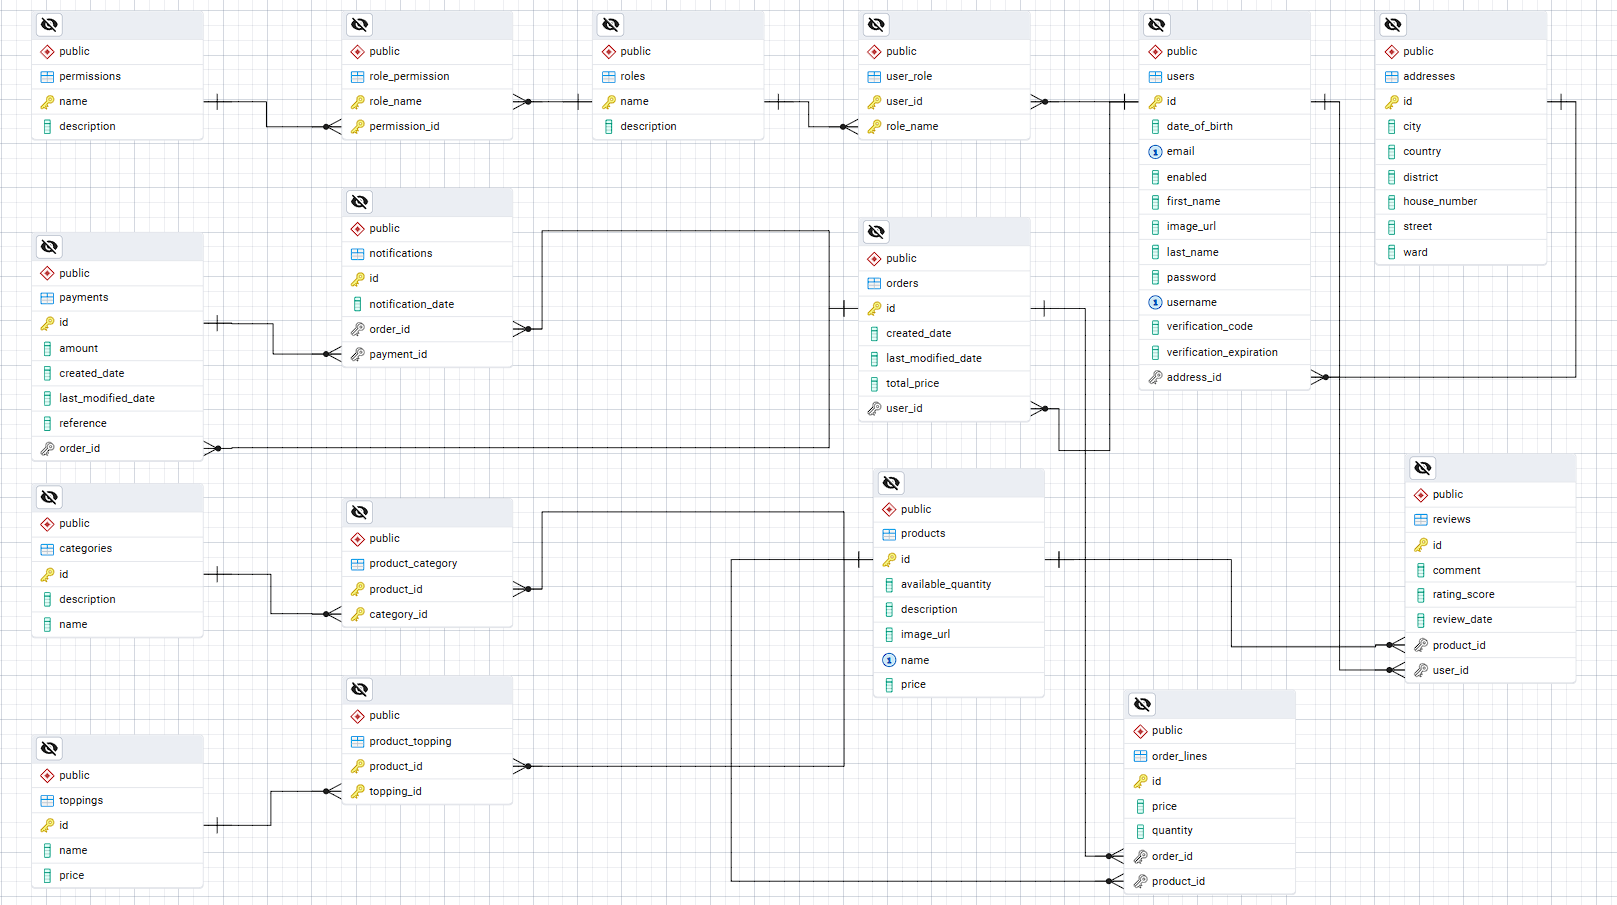 public
permissions
name
description
public
role_permission
role_name
permission_id
public
roles
name
description
public
user_role
user_id
role_name
public
users
id
date_of_birth
email
enabled
first_name
image_url
last_name
password
username
verification_code
verification_expiration
address_id
public
addresses
id
city
country
district
house_number
street
ward
public
payments
id
amount
created_date
last_modified_date
reference
order_id
public
notifications
id
notification_date
order_id
payment_id
public
orders
id
created_date
last_modified_date
total_price
user_id
public
categories
id
description
name
public
product_category
product_id
category_id
public
products
id
available_quantity
description
image_url
name
price
public
reviews
id
comment
rating_score
review_date
product_id
user_id
public
toppings
id
name
price
public
product_topping
product_id
topping_id
public
order_lines
id
price
quantity
order_id
product_id